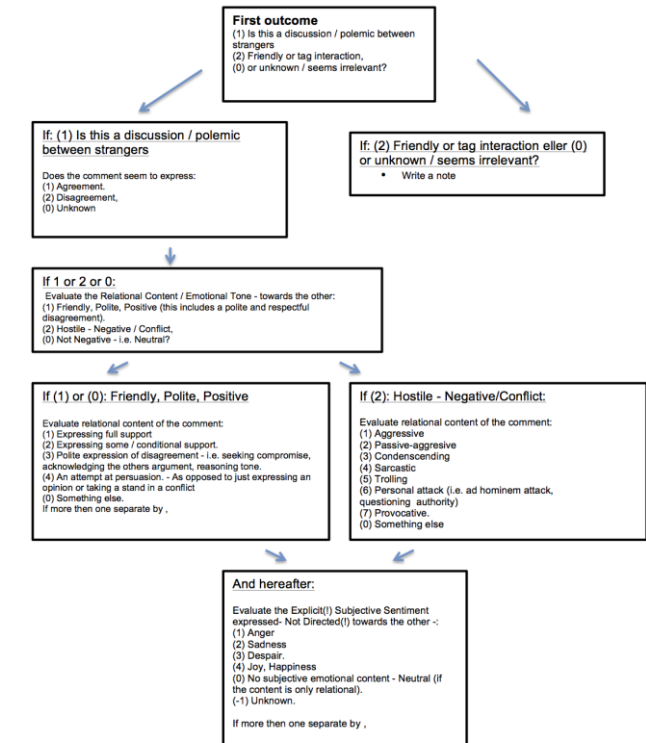 First outcome
(1) Is this a discussion / polemic between
strangers
(2) Friendly or tag interaction,
(0) or unknown / seems irrelevant?
If: (1) Is this a discussion / polemic
between strangers
Does the comment seem to express:
(1) Agreement.
(2) Disagreement,
(0) Unknown
If: (2) Friendly or tag interaction eller (0)
or unknown / seems irrelevant?
• Write a note
If 1 or 2 or 0:
Evaluate the Relational Content / Emotional Tone - towards the other:
(1) Friendly, Polite, Positive (this includes a polite and respectful
disagreement).
(2) Hostile - Negative / Conflict,
(0) Not Negative - i.e. Neutral?
If (1) or (0): Friendly, Polite, Positive
Evaluate relational content of the comment:
(1) Expressing full support
(2) Expressing some / conditional support.
(3) Polite expression of disagreement - i.e. seeking compromise,
acknowledging the others argument, reasoning tone.
(4) An attempt at persuasion. - As opposed to just expressing an
opinion or taking a stand in a conflict
(0) Something else.
If more then one separate by ,
If (2): Hostile - Negative/Conflict:
Evaluate relational content of the comment:
(1) Aggressive
(2) Passive-aggresive
(3) Condenscending
(4) Sarcastic
(5) Trolling
(6) Personal attack (i.e. ad hominem attack,
questioning authority)
(7) Provocative.
(0) Something else
And hereafter:
Evaluate the Explicit(!) Subjective Sentiment
expressed- Not Directed(!) towards the other -:
(1) Anger
(2) Sadness
(3) Despair.
(4) Joy, Happiness
(0) No subjective emotional content - Neutral (if
the content is only relational).
(-1) Unknown.
If more then one separate by ,